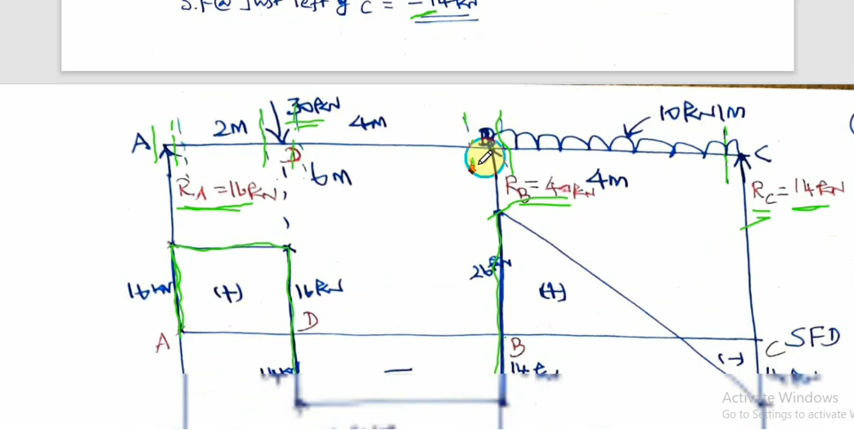 S.F@ Just left of C = -14KN
30KN
10KN/M
A 2M 4M B C
D
6m 4m
RA = 16KN RB = 40KN RC = 14KN
16KN (+) 16KN 26KN (+)
A D B (-) C SFD
14KN — 14KN
Activate Windows
Go to Settings to activate